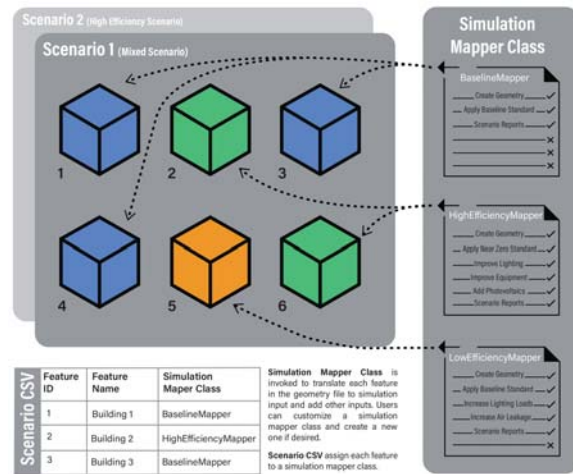 Scenario 2 (High Efficiency Scenario)
Scenario 1 (Mixed Scenario)
1
2
3
4
5
6
Simulation
Mapper Class
BaselineMapper
Create Geometry
Apply Baseline Standard
Scenario Reports
HighEfficiencyMapper
Create Geometry
Apply Near Zero Standard
Improve Lighting
Improve Equipment
Add Photovoltaics
Scenario Reports
LowEfficiencyMapper
Create Geometry
Apply Baseline Standard
Increase Lighting Loads
Increase Air Leakage
Scenario Reports
Scenario CSV
Feature ID
Feature Name
Simulation Maper Class
1 Building 1 BaselineMapper
2 Building 2 HighEfficiencyMapper
3 Building 3 BaselineMapper
Simulation Mapper Class is
invoked to translate each feature
in the geometry file to simulation
input and add other inputs. Users
can customize a simulation
mapper class and create a new
one if desired.
Scenario CSV assign each feature
to a simulation mapper class.